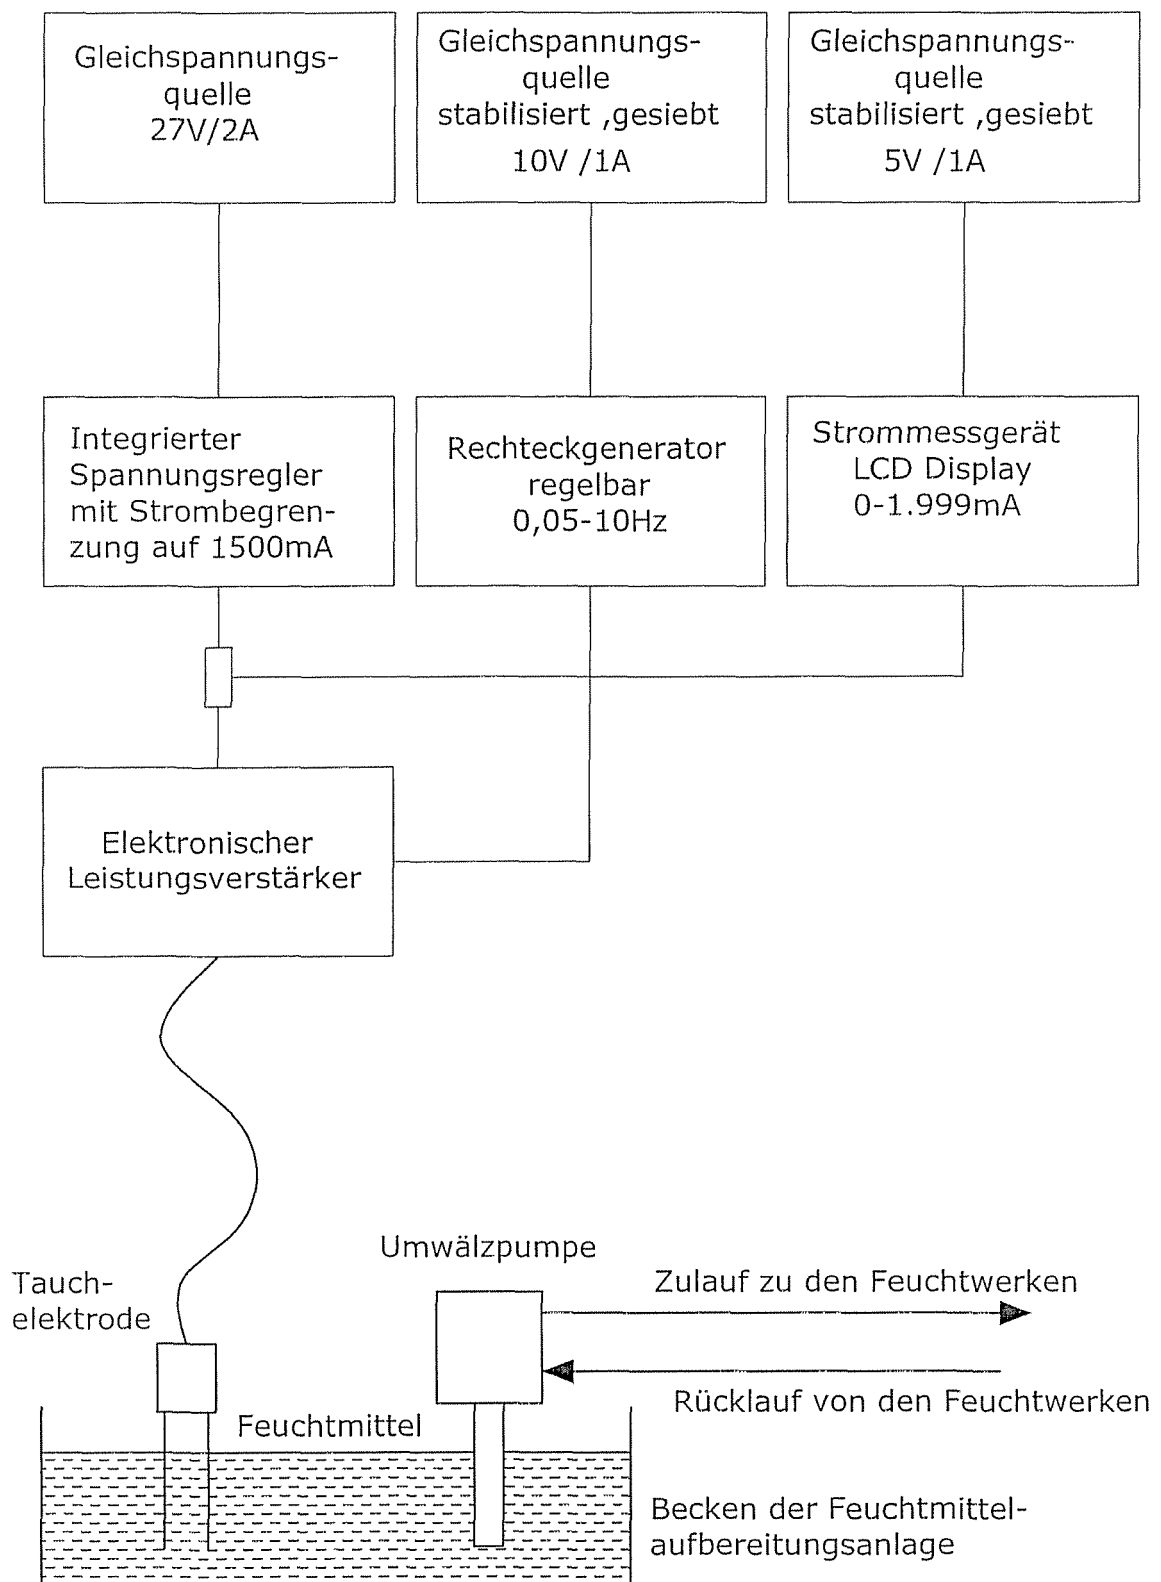 Gleichspannungs-
quelle
27V/2A
Gleichspannungs-
quelle
stabilisiert ,gesiebt
10V /1A
Gleichspannungs-
quelle
stabilisiert ,gesiebt
5V /1A
Integrierter
Spannungsregler
mit Strombegren-
zung auf 1500mA
Rechteckgenerator
regelbar
0,05-10Hz
Strommessgerät
LCD Display
0-1.999mA
Elektronischer
Leistungsverstärker
Umwälzpumpe
Tauch-
elektrode
Zulauf zu den Feuchtwerken
Rücklauf von den Feuchtwerken
Feuchtmittel
Becken der Feuchtmittel-
aufbereitungsanlage